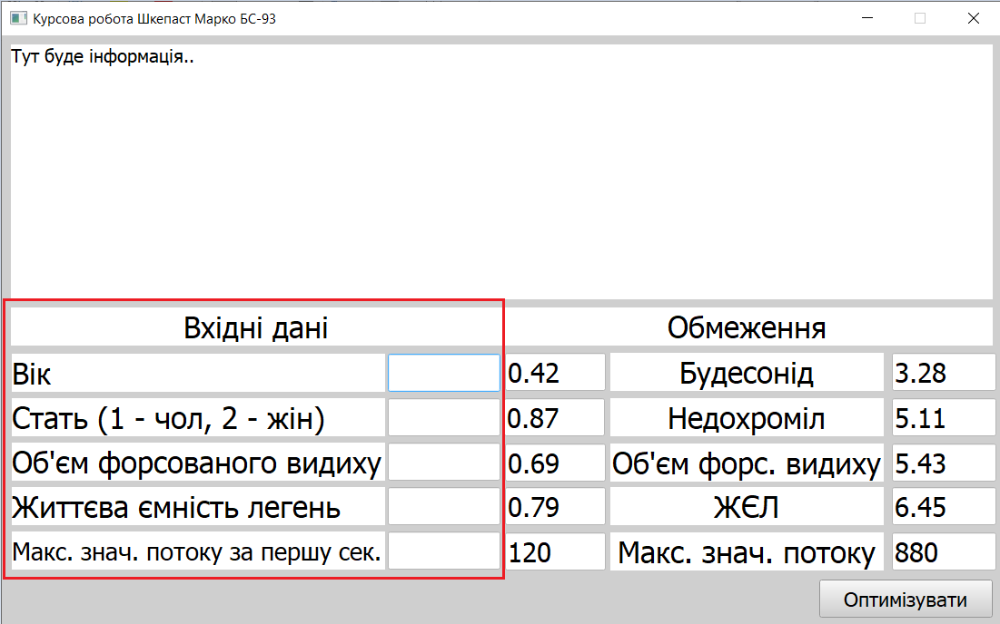 Курсова робота Шкепаст Марко БС-93
Тут буде інформація..
Вхідні дані Обмеження
Вік 0.42 Будесонід 3.28
Стать (1 - чол, 2 - жін) 0.87 Недохроміл 5.11
Об'єм форсованого видиху 0.69 Об'єм форс. видиху 5.43
Життєва ємність легень 0.79 ЖЄЛ 6.45
Макс. знач. потоку за першу сек. 120 Макс. знач. потоку 880
Оптимізувати